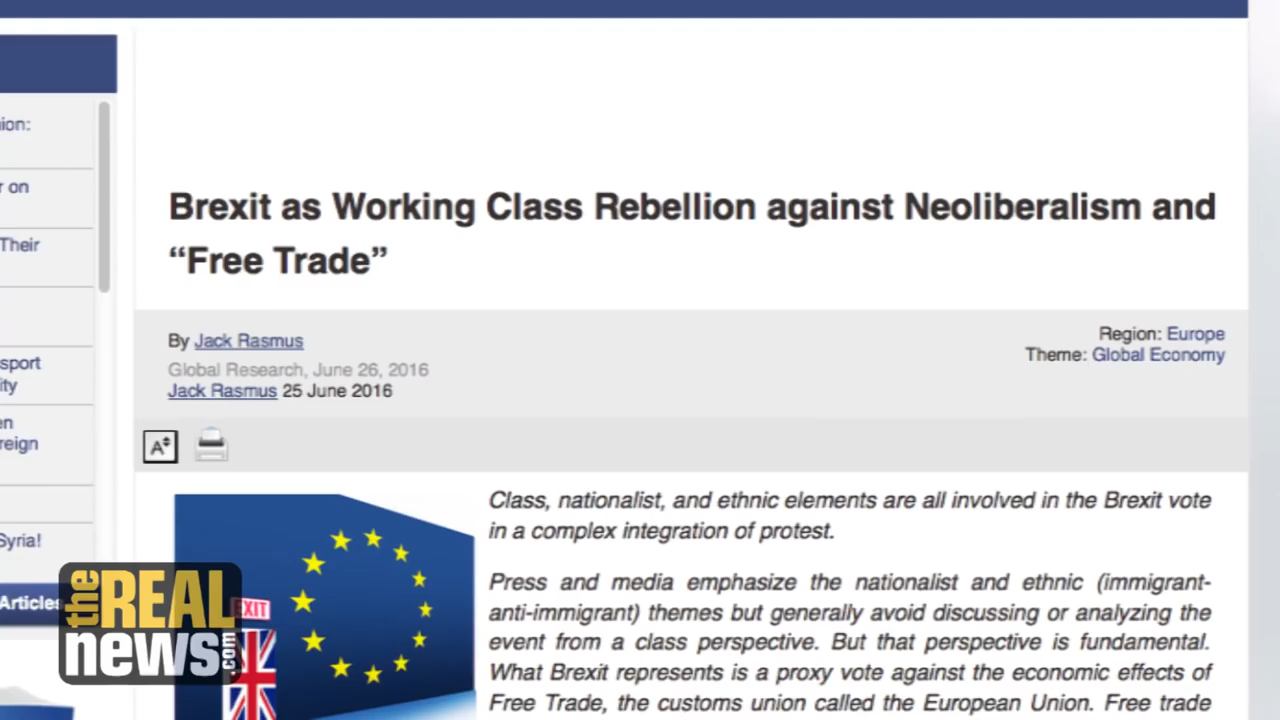 ion:
r on
Their
sport
ity
en
reign
Syria!
Articles
Brexit as Working Class Rebellion against Neoliberalism and
“Free Trade”
By Jack Rasmus
Global Research, June 26, 2016
Jack Rasmus 25 June 2016
Region: Europe
Theme: Global Economy
A
Class, nationalist, and ethnic elements are all involved in the Brexit vote
in a complex integration of protest.
Press and media emphasize the nationalist and ethnic (immigrant-
anti-immigrant) themes but generally avoid discussing or analyzing the
event from a class perspective. But that perspective is fundamental.
What Brexit represents is a proxy vote against the economic effects of
Free Trade, the customs union called the European Union. Free trade
EXIT
the REAL
news.com